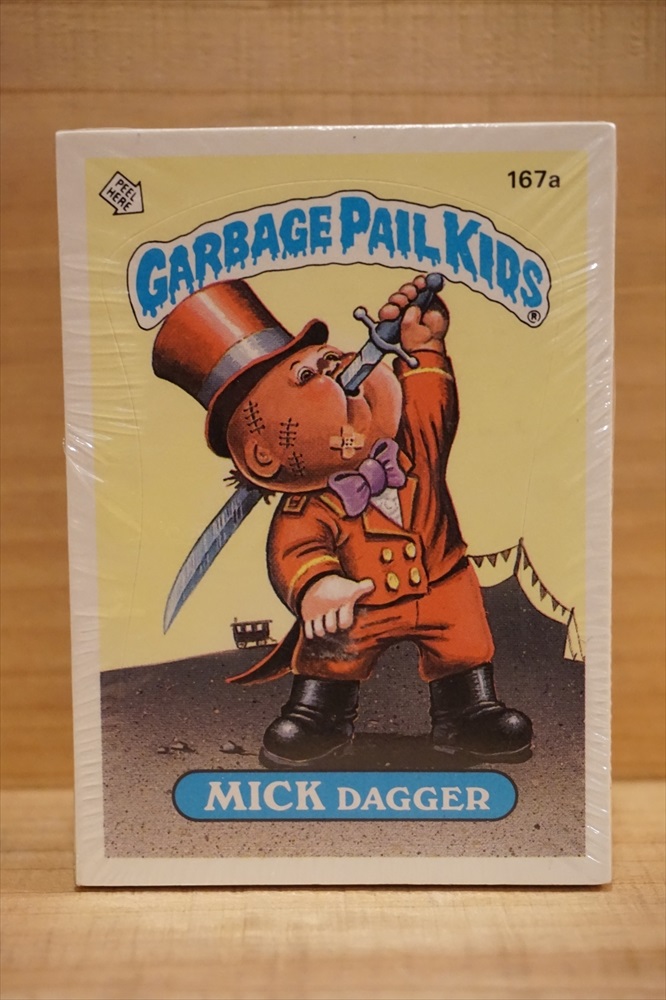 PEEL
HERE
167a
GARBAGE PAIL KIDS
®
MICK DAGGER